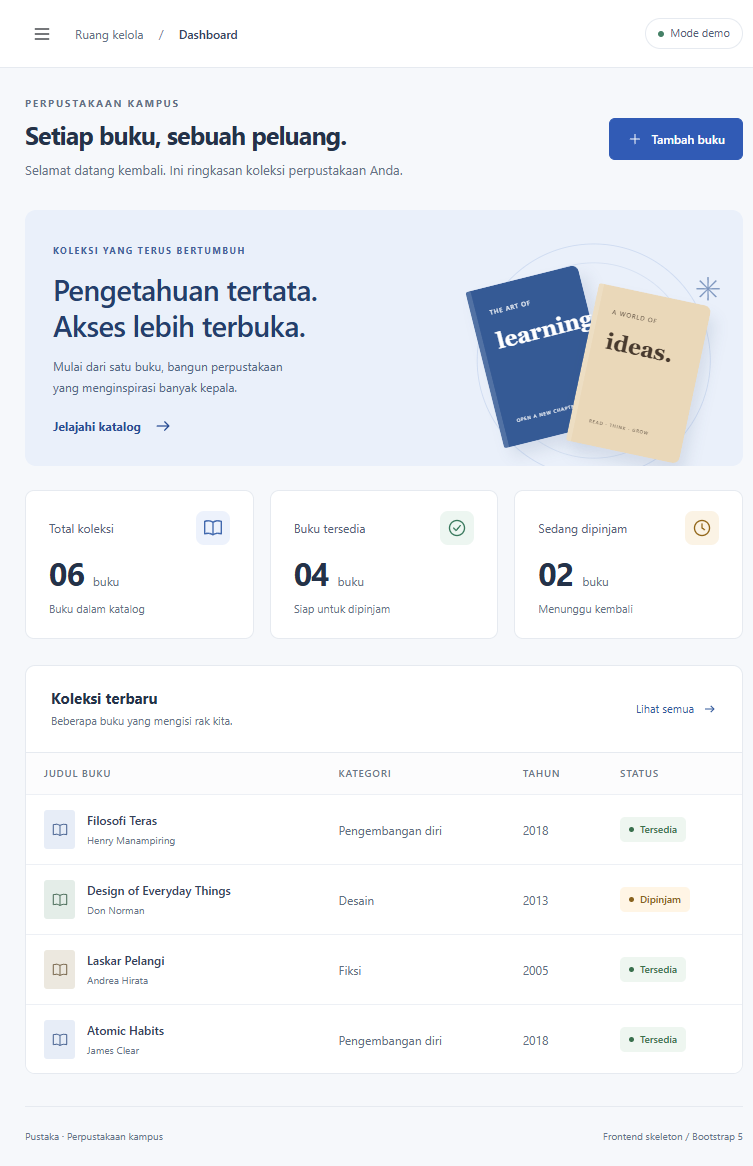 Ruang kelola / Dashboard
Mode demo
PERPUSTAKAAN KAMPUS
Setiap buku, sebuah peluang.
Selamat datang kembali. Ini ringkasan koleksi perpustakaan Anda.
+ Tambah buku
KOLEKSI YANG TERUS BERTUMBUH
Pengetahuan tertata.
Akses lebih terbuka.
Mulai dari satu buku, bangun perpustakaan
yang menginspirasi banyak kepala.
Jelajahi katalog →
THE ART OF
learning
OPEN A NEW CHAPT
A WORLD OF
ideas.
READ · THINK · GROW
Total koleksi
06 buku
Buku dalam katalog
Buku tersedia
04 buku
Siap untuk dipinjam
Sedang dipinjam
02 buku
Menunggu kembali
Koleksi terbaru
Beberapa buku yang mengisi rak kita.
Lihat semua →
JUDUL BUKU KATEGORI TAHUN STATUS
Filosofi Teras
Henry Manampiring
Pengembangan diri 2018 Tersedia
Design of Everyday Things
Don Norman
Desain 2013 Dipinjam
Laskar Pelangi
Andrea Hirata
Fiksi 2005 Tersedia
Atomic Habits
James Clear
Pengembangan diri 2018 Tersedia
Pustaka · Perpustakaan kampus
Frontend skeleton / Bootstrap 5